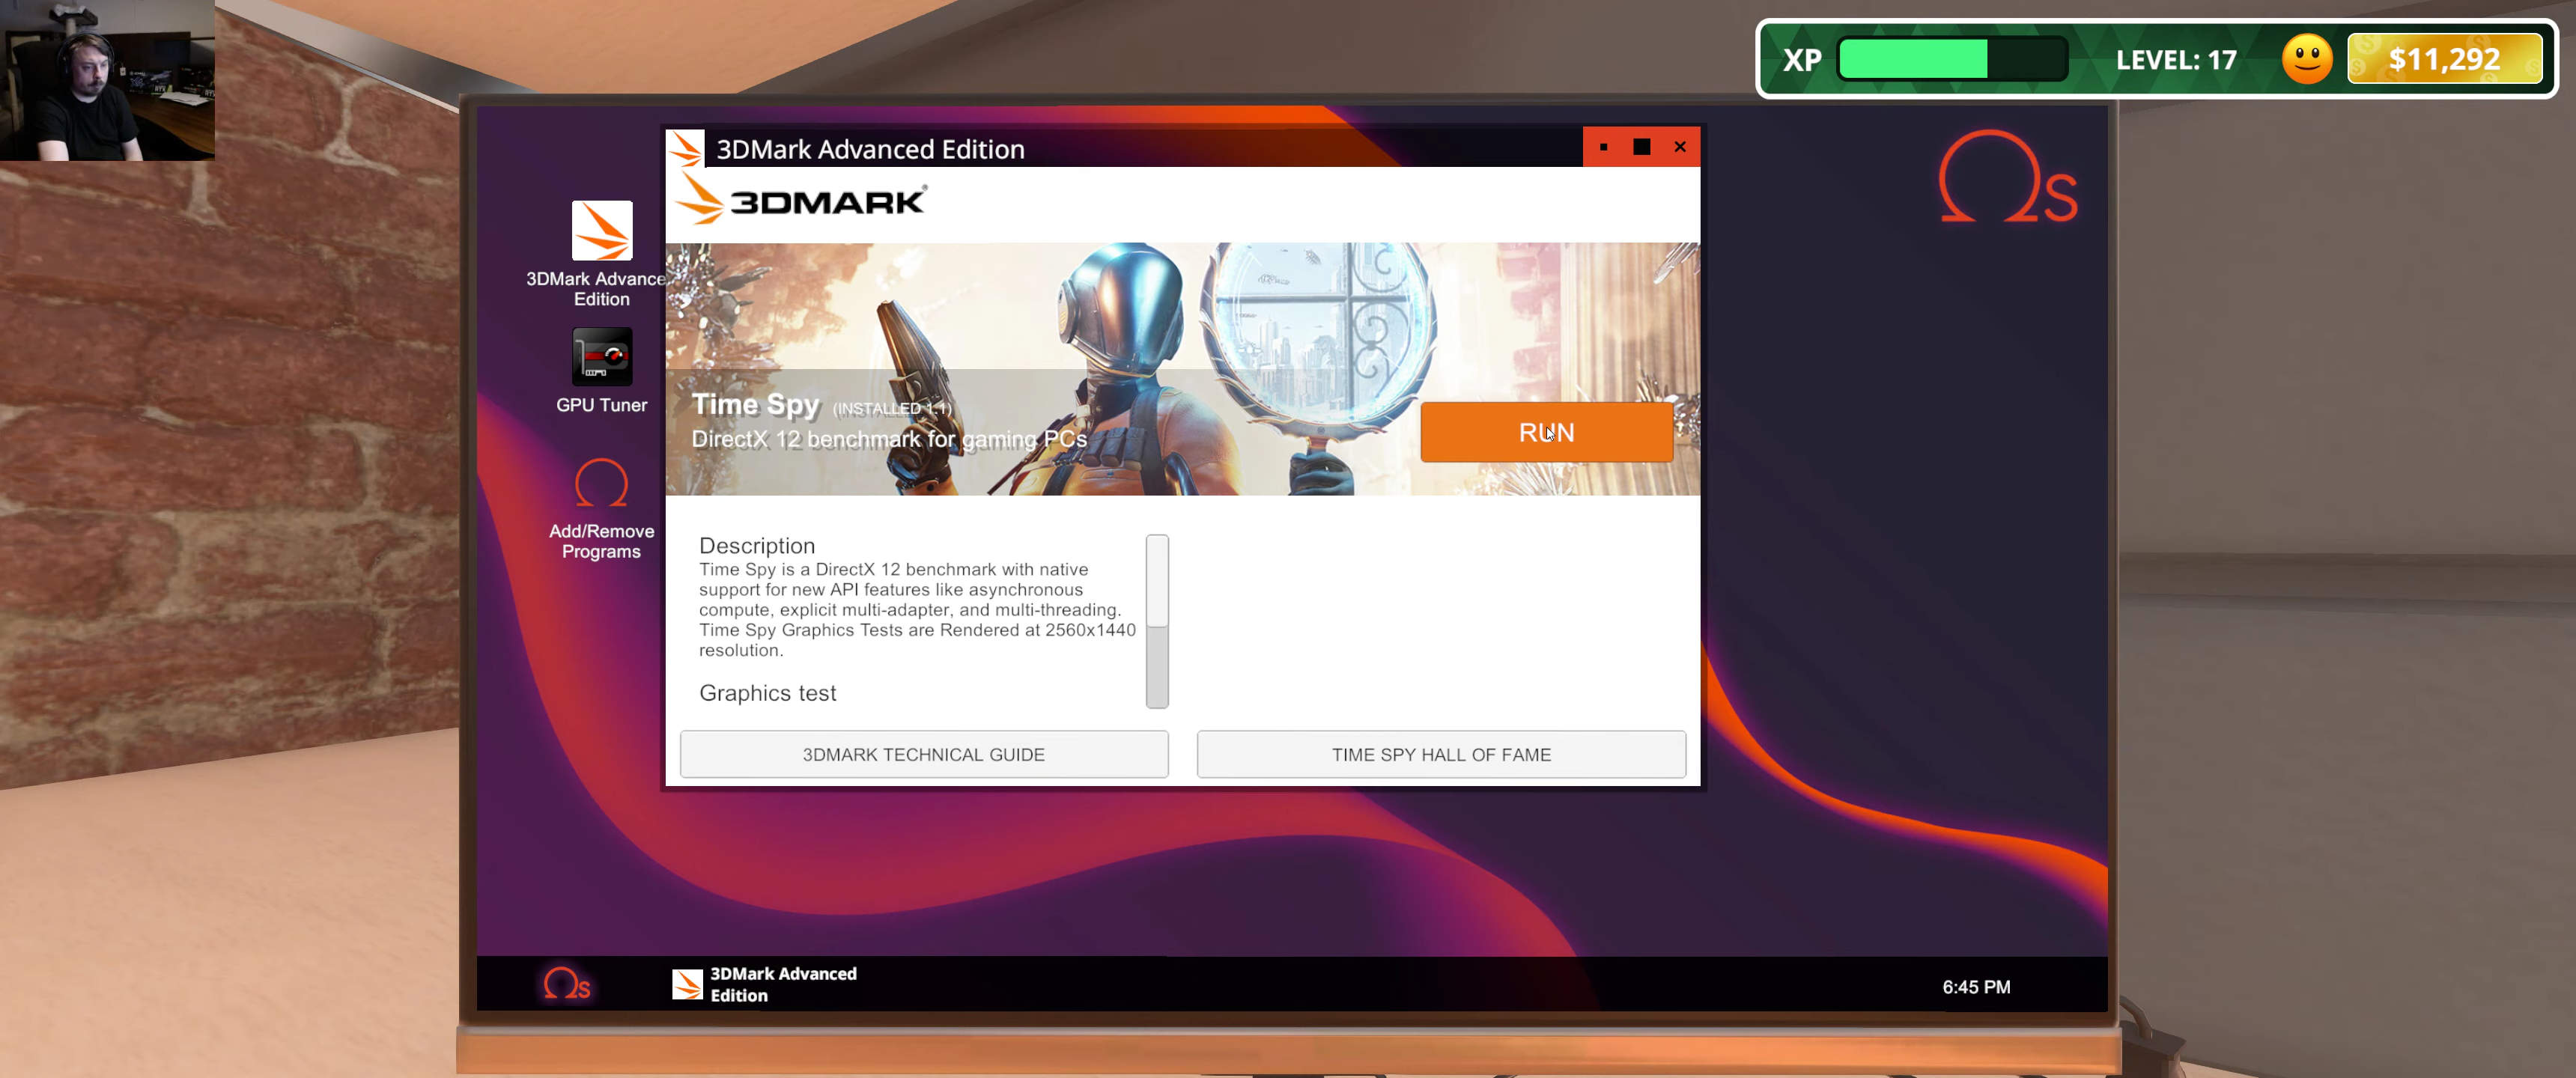 XP
LEVEL: 17
$11,292
3DMark Advanced Edition
3DMARK
Ωs
3DMark Advance
Edition
GPU Tuner
Add/Remove
Programs
Time Spy (INSTALLED 1.1)
DirectX 12 benchmark for gaming PCs
RUN
Description
Time Spy is a DirectX 12 benchmark with native
support for new API features like asynchronous
compute, explicit multi-adapter, and multi-threading.
Time Spy Graphics Tests are Rendered at 2560x1440
resolution.
Graphics test
3DMARK TECHNICAL GUIDE
TIME SPY HALL OF FAME
Ωs
3DMark Advanced
Edition
6:45 PM